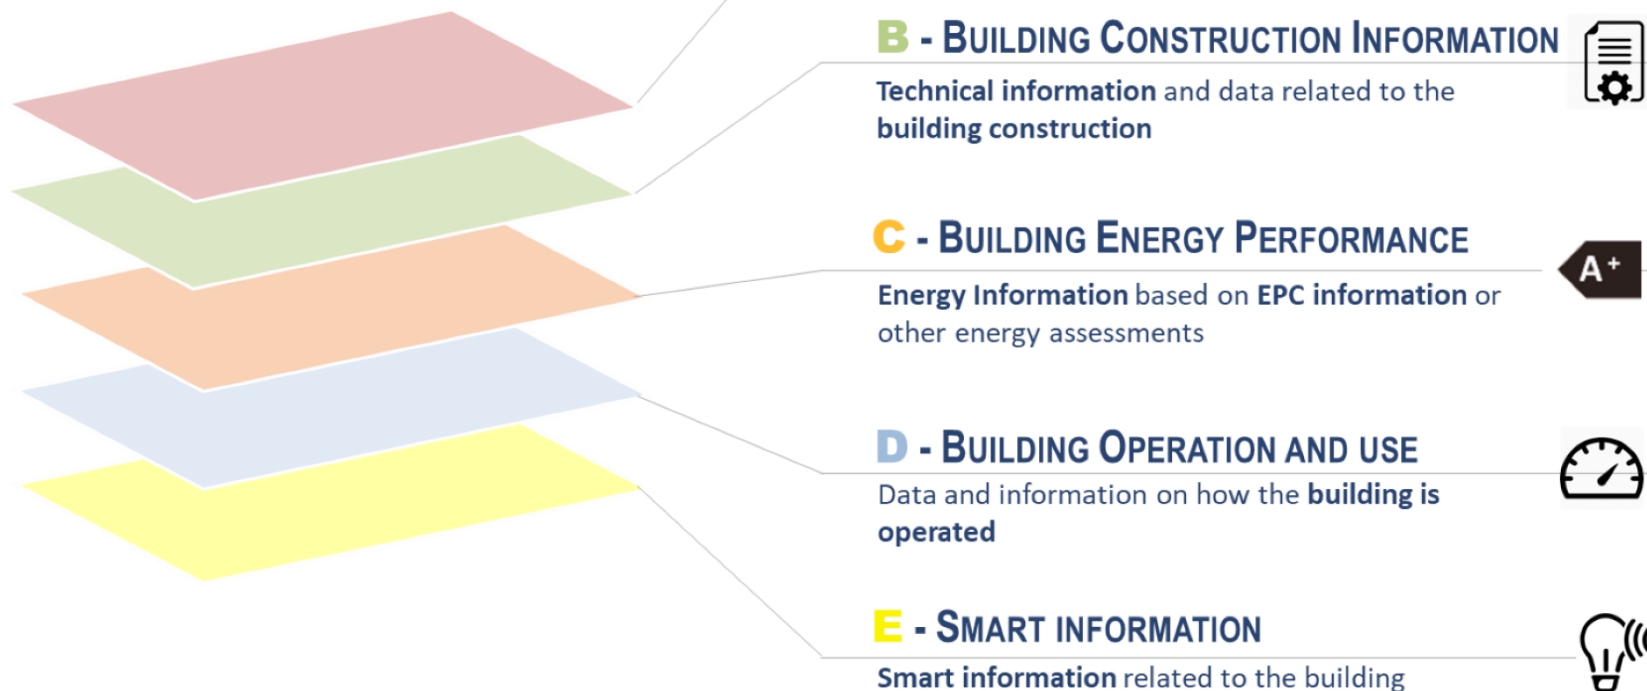 B - BUILDING CONSTRUCTION INFORMATION
Technical information and data related to the
building construction
C - BUILDING ENERGY PERFORMANCE
A+
Energy Information based on EPC information or
other energy assessments
D - BUILDING OPERATION AND USE
Data and information on how the building is
operated
E - SMART INFORMATION
Smart information related to the building